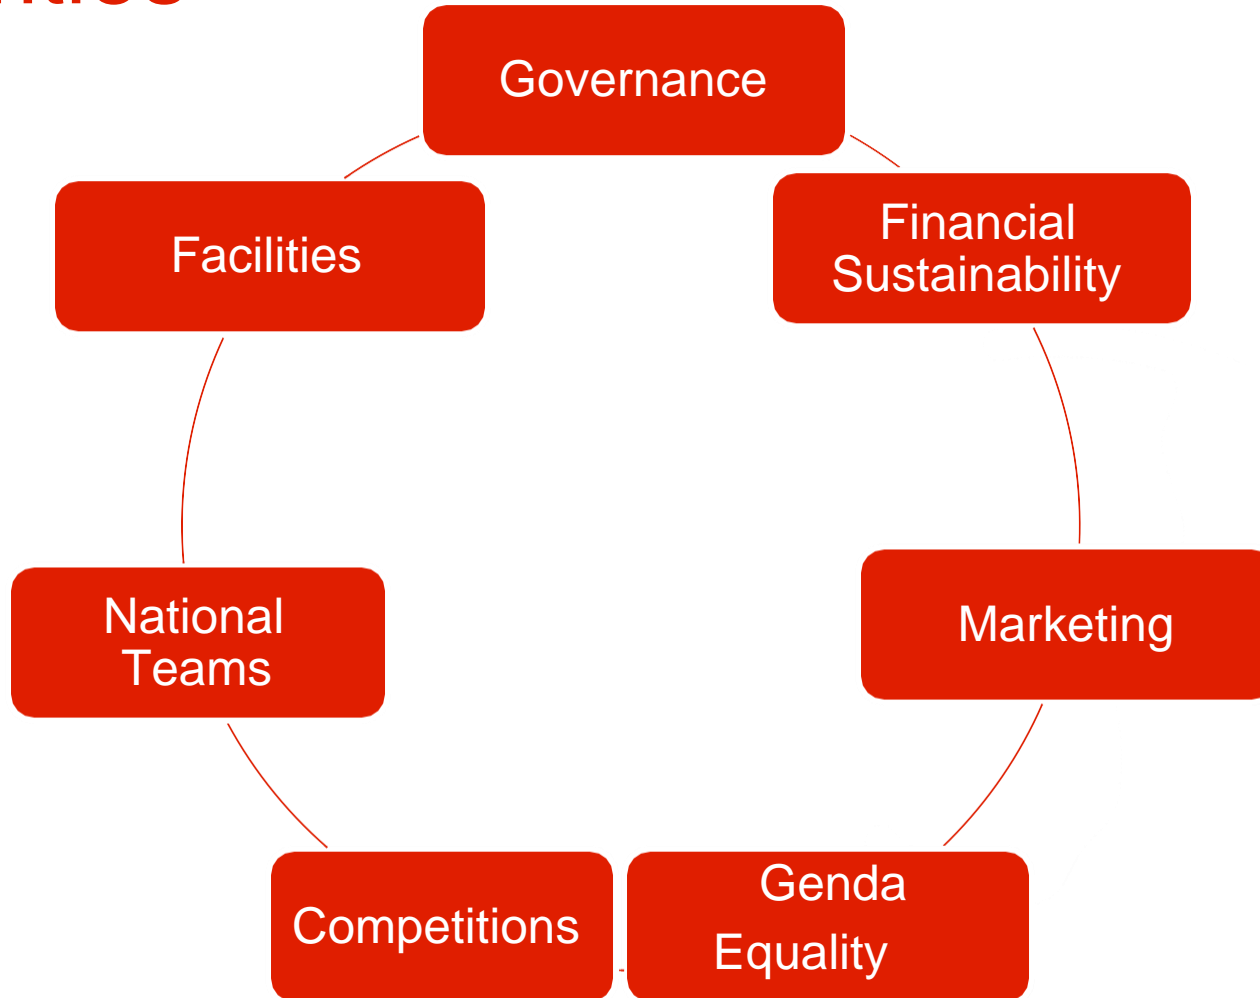 Governance
Financial
Sustainability
Facilities
Marketing
National
Teams
Genda
Equality
Competitions